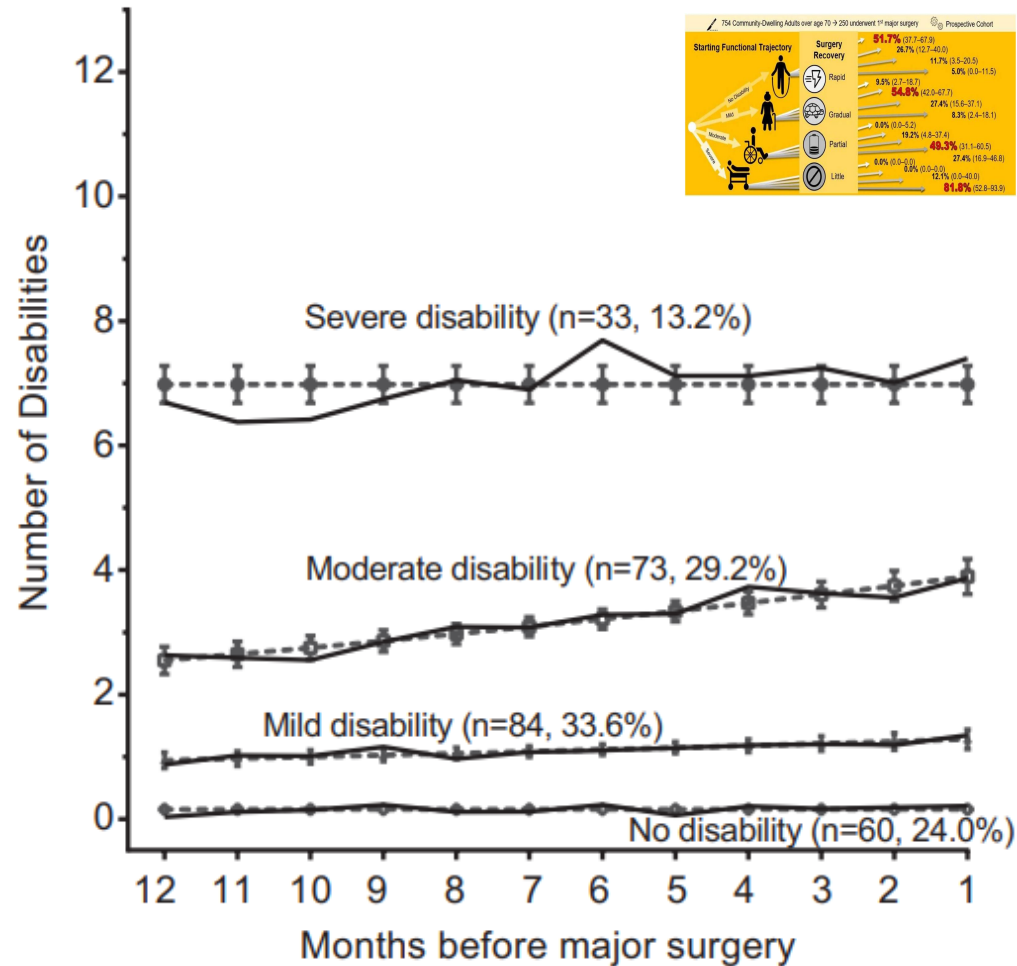 754 Community-Dwelling Adults over age 70 → 250 underwent 1st major surgery
Prospective Cohort
Starting Functional Trajectory
Surgery
Recovery
No Disability
Mild
Moderate
Severe
Rapid
Gradual
Partial
Little
51.7% (37.7–67.9)
26.7% (12.7–40.0)
11.7% (3.5–20.5)
5.0% (0.0–11.5)
9.5% (2.7–18.7)
54.8% (42.0–67.7)
27.4% (15.6–37.1)
8.3% (2.4–18.1)
0.0% (0.0–5.2)
19.2% (4.8–37.4)
49.3% (31.1–60.5)
27.4% (16.9–46.8)
0.0% (0.0–0.0)
0.0% (0.0–0.0)
12.1% (0.0–40.0)
81.8% (52.8–93.9)
Number of Disabilities
12
10
8
6
4
2
0
Severe disability (n=33, 13.2%)
Moderate disability (n=73, 29.2%)
Mild disability (n=84, 33.6%)
No disability (n=60, 24.0%)
12 11 10 9 8 7 6 5 4 3 2 1
Months before major surgery